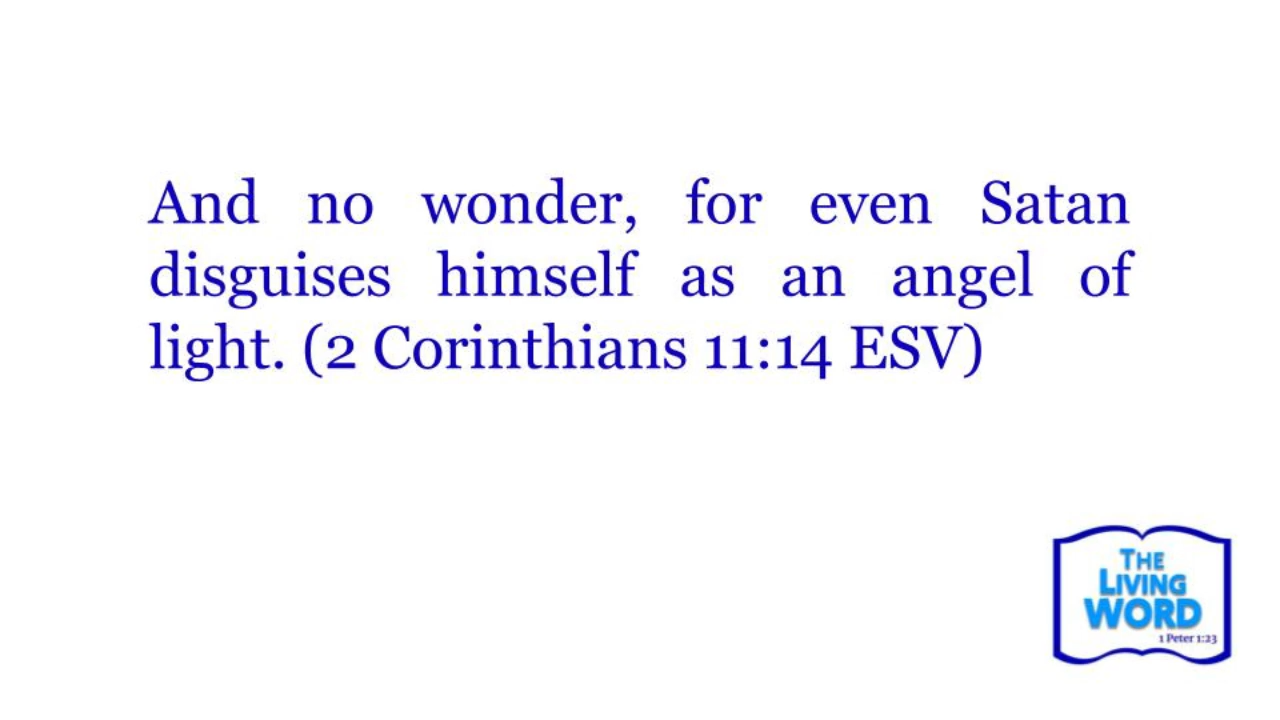 And no wonder, for even Satan
disguises himself as an angel of
light. (2 Corinthians 11:14 ESV)
THE
LIVING
WORD
1 Peter 1:23